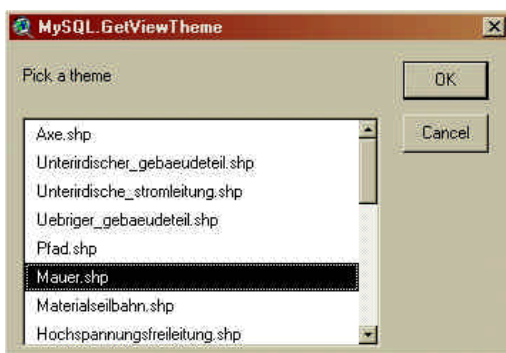 MySQL.GetViewTheme
Pick a theme
OK
Cancel
Axe.shp
Unterirdischer_gebaeudeteil.shp
Unterirdische_stromleitung.shp
Uebriger_gebaeudeteil.shp
Pfad.shp
Mauer.shp
Materialseilbahn.shp
Hochspannungsfreileitung.shp